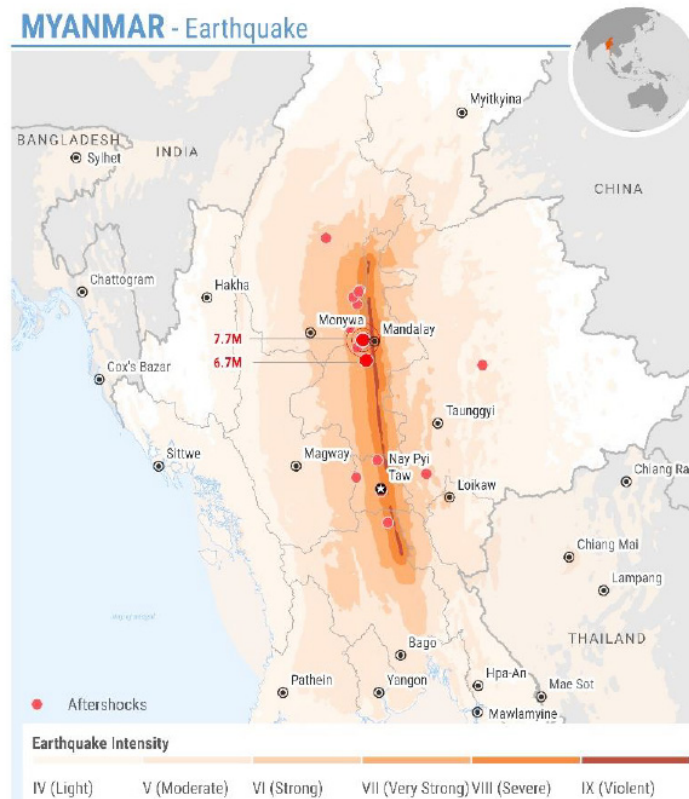 MYANMAR - Earthquake
Myitkyina
BANGLADESH
Sylhet
INDIA
CHINA
Chattogram
Hakha
Monywa
7.7M
Mandalay
6.7M
Cox's Bazar
Taunggyi
Sittwe
Magway
Nay Pyi
Taw
Loikaw
Chiang Ra
Chiang Mai
Lampang
THAILAND
Bago
Pathein
Yangon
Hpa-An
Mae Sot
Mawlamyine
Aftershocks
Earthquake Intensity
IV (Light) V (Moderate) VI (Strong) VII (Very Strong) VIII (Severe) IX (Violent)